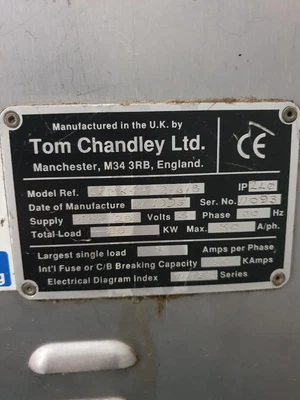 Manufactured in the U.K. by
Tom Chandley Ltd.
Manchester, M34 3RB, England.
CE
Model Ref. IP
Date of Manufacture Ser. No.
Supply Volts Phase Hz
Total Load KW Max. A/ph.
Largest single load Amps per Phase
Int'l Fuse or C/B Breaking Capacity KAmps
Electrical Diagram Index Series